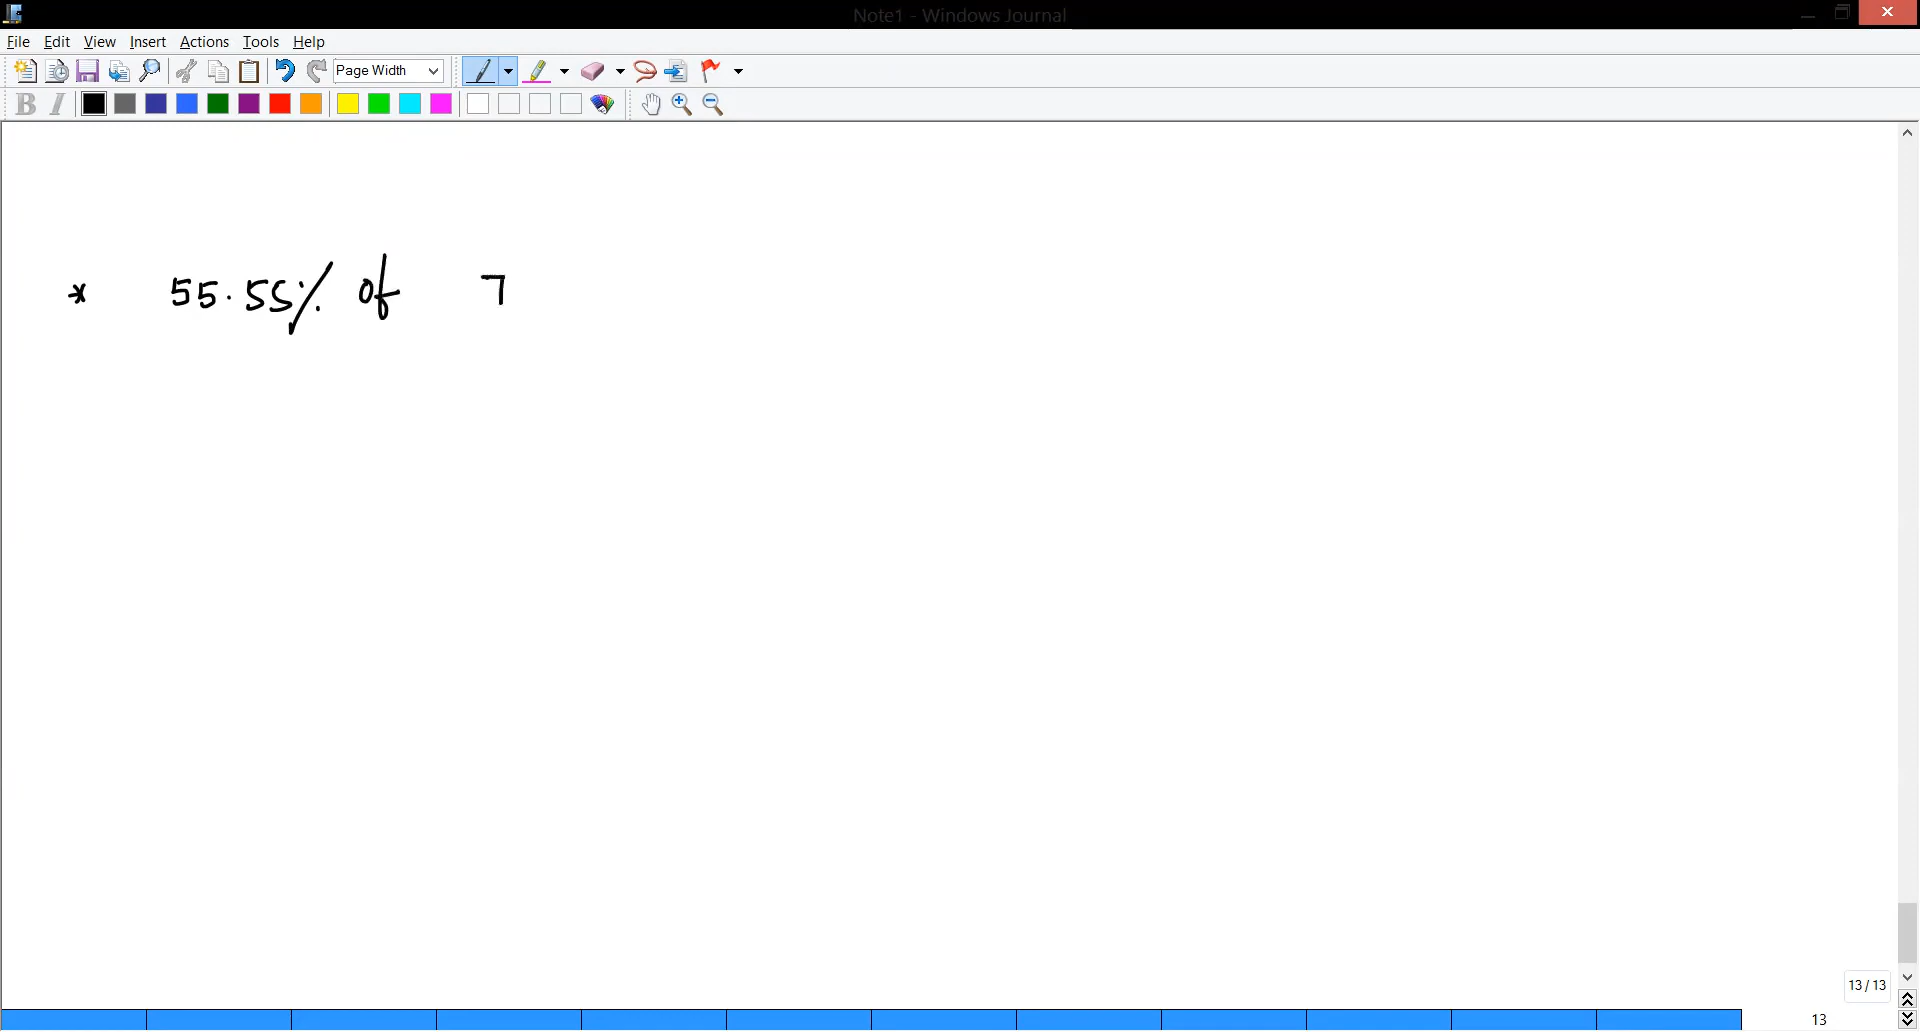 Note1 - Windows Journal
File Edit View Insert Actions Tools Help
Page Width
B I
* 55.55% of 7
13 / 13
13